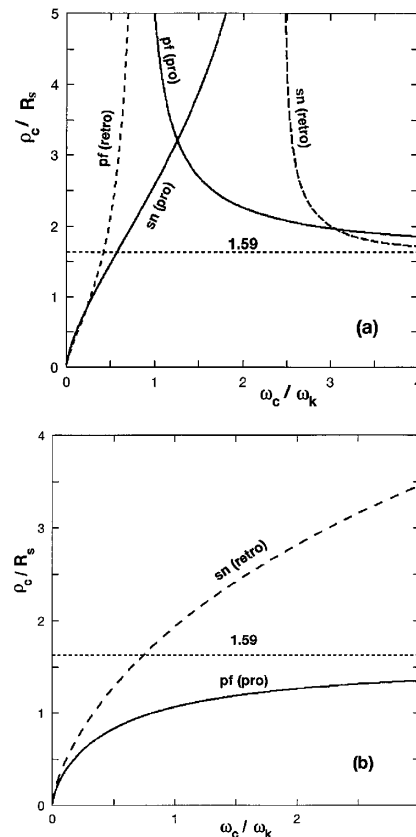 5
4
3
2
1
0
ρc / Rs
pf (retro)
sn (pro)
pf (pro)
sn (retro)
1.59
(a)
0 1 2 3 4
ωc / ωk
4
3
2
1
0
ρc / Rs
sn (retro)
1.59
pf (pro)
(b)
0 1 2
ωc / ωk